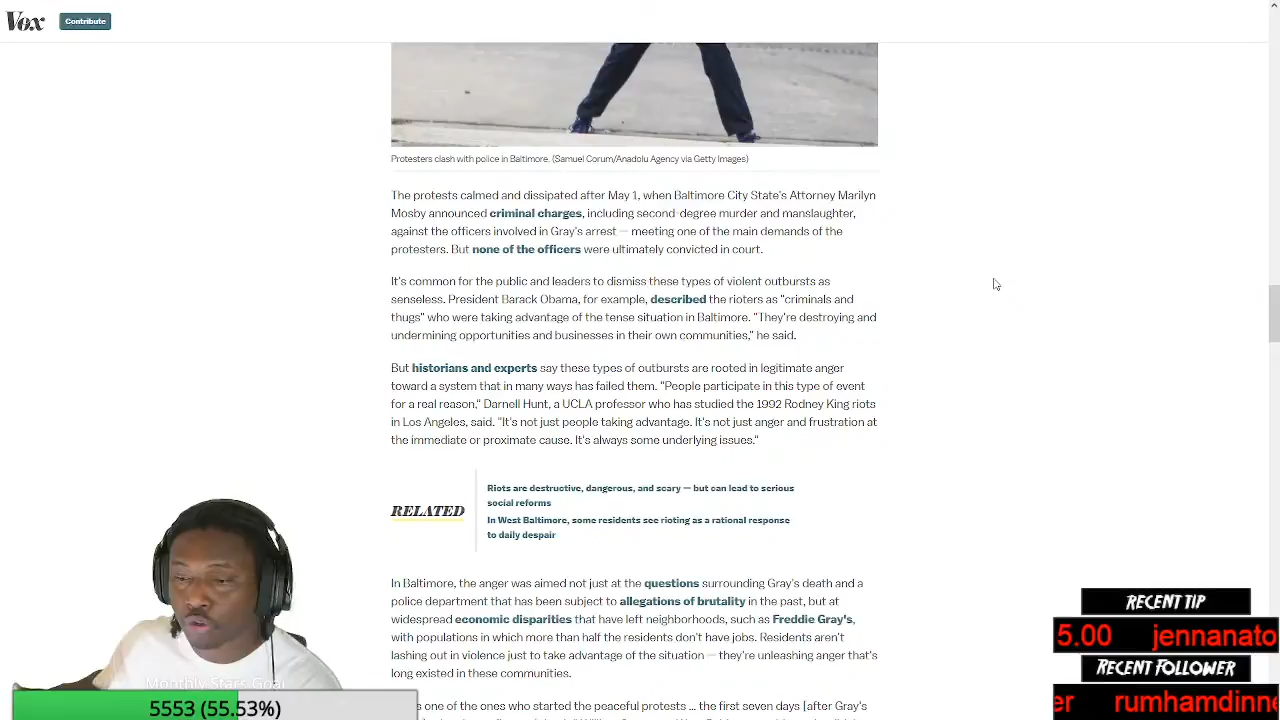 Vox
Contribute
Protesters clash with police in Baltimore. (Samuel Corum/Anadolu Agency via Getty Images)
The protests calmed and dissipated after May 1, when Baltimore City State's Attorney Marilyn
Mosby announced criminal charges, including second-degree murder and manslaughter,
against the officers involved in Gray's arrest — meeting one of the main demands of the
protesters. But none of the officers were ultimately convicted in court.
It's common for the public and leaders to dismiss these types of violent outbursts as
senseless. President Barack Obama, for example, described the rioters as "criminals and
thugs" who were taking advantage of the tense situation in Baltimore. "They're destroying and
undermining opportunities and businesses in their own communities," he said.
But historians and experts say these types of outbursts are rooted in legitimate anger
toward a system that in many ways has failed them. "People participate in this type of event
for a real reason," Darnell Hunt, a UCLA professor who has studied the 1992 Rodney King riots
in Los Angeles, said. "It's not just people taking advantage. It's not just anger and frustration at
the immediate or proximate cause. It's always some underlying issues."
RELATED
Riots are destructive, dangerous, and scary — but can lead to serious
social reforms
In West Baltimore, some residents see rioting as a rational response
to daily despair
In Baltimore, the anger was aimed not just at the questions surrounding Gray's death and a
police department that has been subject to allegations of brutality in the past, but at
widespread economic disparities that have left neighborhoods, such as Freddie Gray's,
with populations in which more than half the residents don't have jobs. Residents aren't
lashing out in violence just to take advantage of the situation — they're unleashing anger that's
long existed in these communities.
the peaceful protests ... the first seven days [after Gray's
Monthly Stars Goal
5553 (55.53%)
RECENT TIP
5.00 jennanato
RECENT FOLLOWER
er rumhamdinn